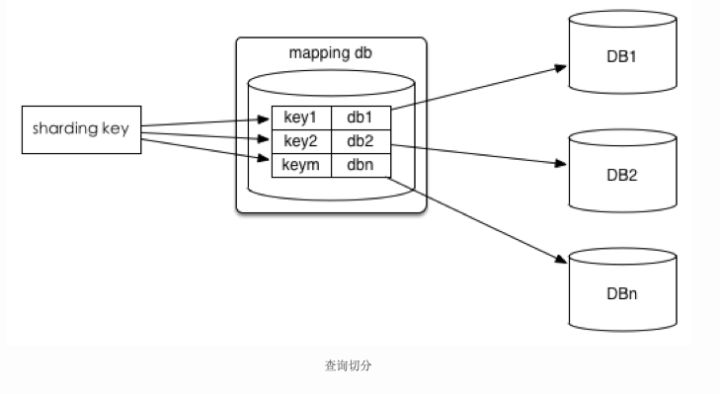 mapping db
sharding key
key1 db1
key2 db2
keym dbn
DB1
DB2
DBn
查询切分